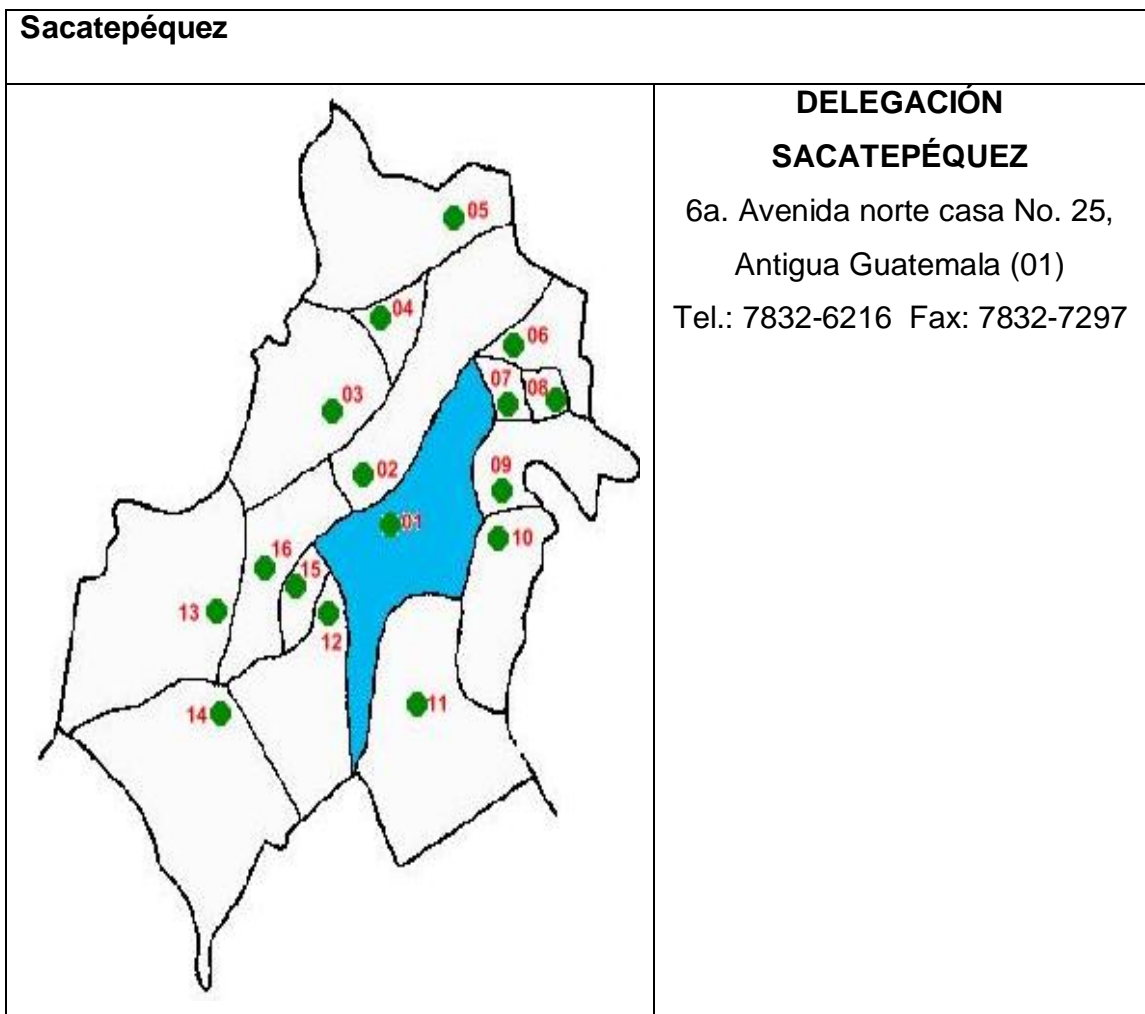 Sacatepéquez
DELEGACIÓN
SACATEPÉQUEZ
6a. Avenida norte casa No. 25,
Antigua Guatemala (01)
Tel.: 7832-6216  Fax: 7832-7297
05
04
06
07
08
03
02
09
01
10
16
15
13
12
14
11